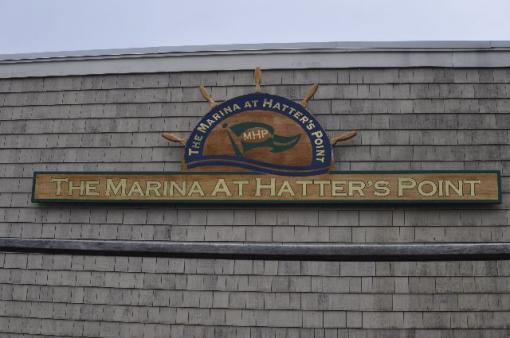 THE MARINA AT HATTER'S POINT
MHP
THE MARINA AT HATTER'S POINT